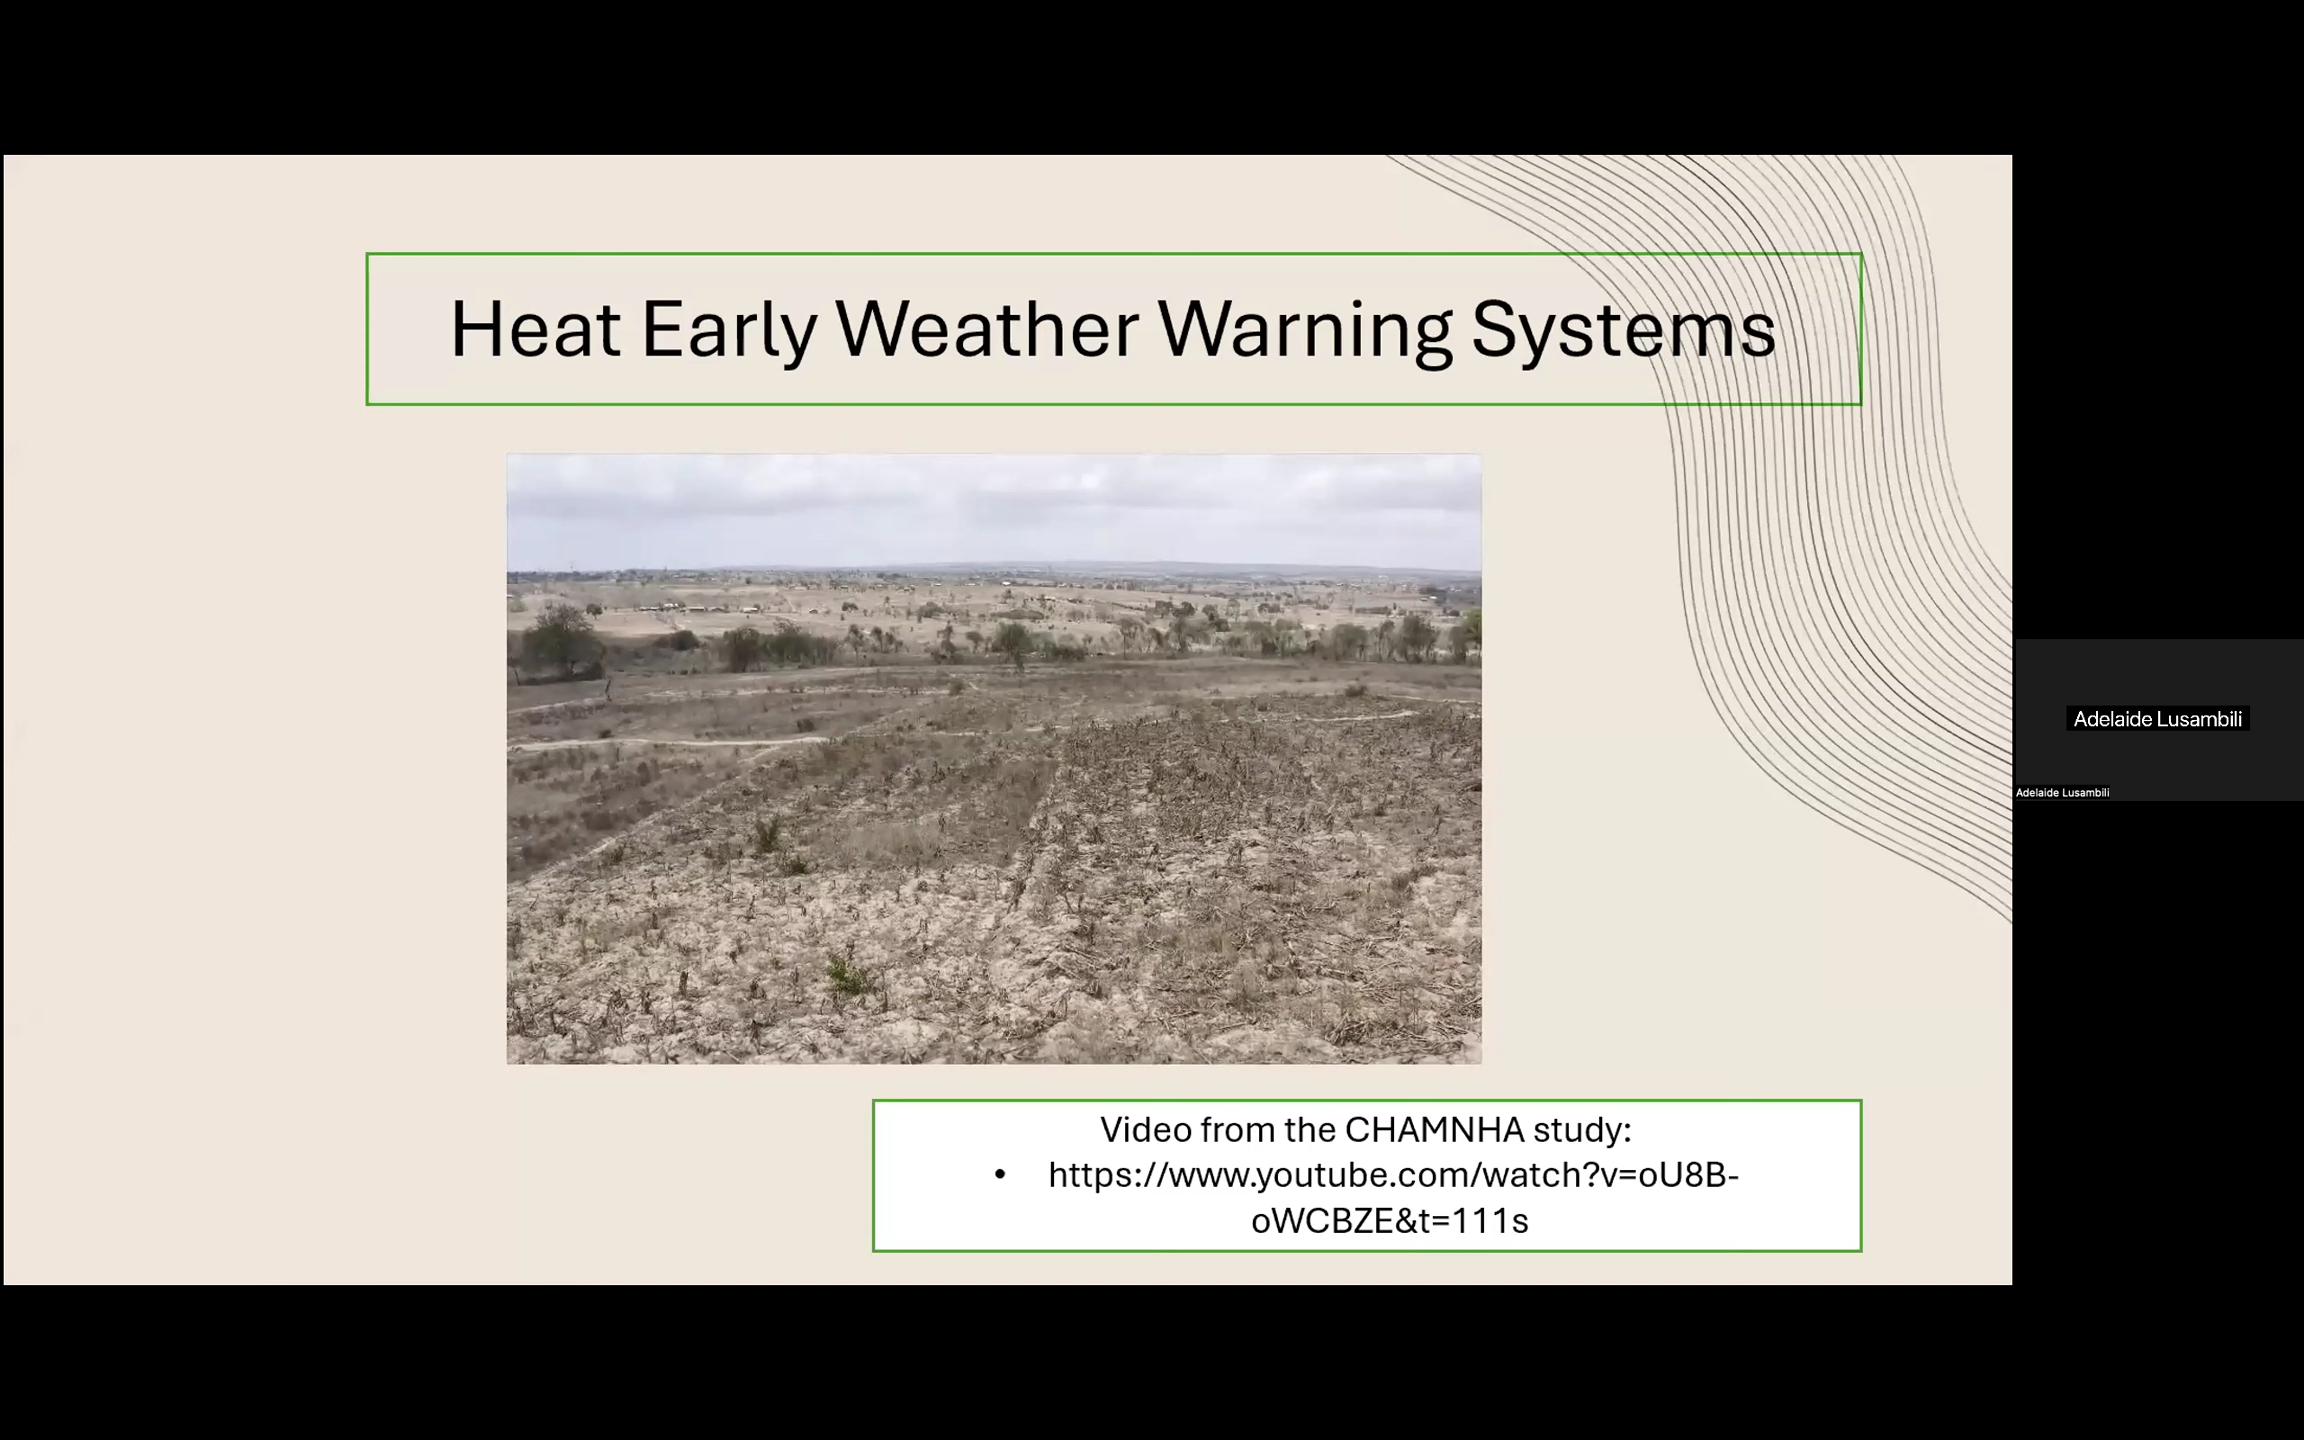 Heat Early Weather Warning Systems
Video from the CHAMNHA study:
• https://www.youtube.com/watch?v=oU8B-
oWCBZE&t=111s
Adelaide Lusambili
Adelaide Lusambili